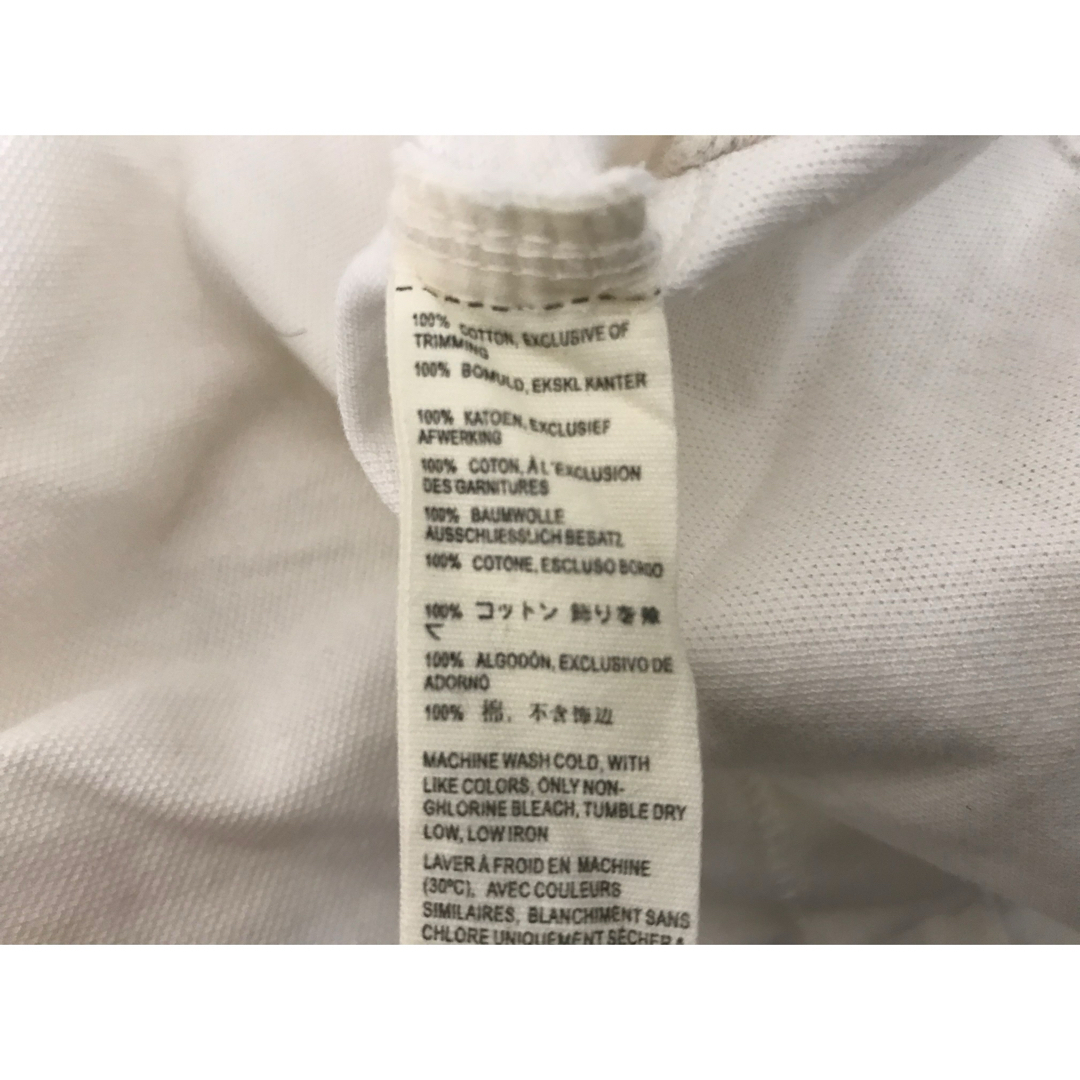 100% COTTON, EXCLUSIVE OF
TRIMMING
100% BOMULD, EKSKL KANTER
100% KATOEN, EXCLUSIEF
AFWERKING
100% COTON, À L'EXCLUSION
DES GARNITURES
100% BAUMWOLLE
AUSSCHLIESSLICH BESATZ
100% COTONE, ESCLUSO BORDO
100% コットン 飾りを除
く
100% ALGODÓN, EXCLUSIVO DE
ADORNO
100% 棉, 不含饰边
MACHINE WASH COLD, WITH
LIKE COLORS, ONLY NON-
GHLORINE BLEACH, TUMBLE DRY
LOW, LOW IRON
LAVER À FROID EN MACHINE
(30ºC), AVEC COULEURS
SIMILAIRES, BLANCHIMENT SANS
CHLORE UNIQUEMENT SÉCHER